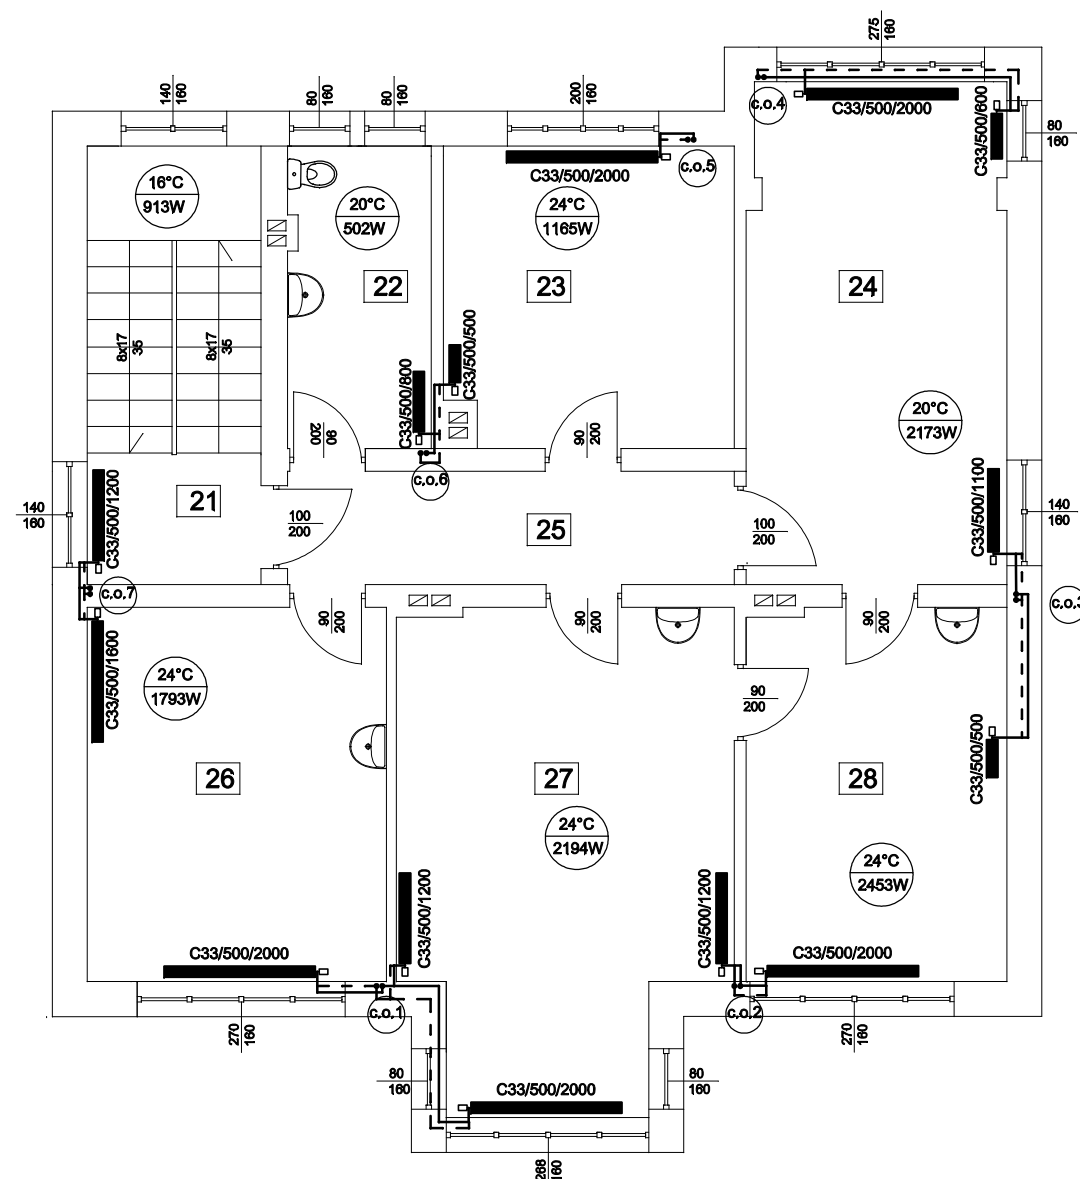 275
160
140
160
80
160
80
160
200
160
c.o.4
C33/500/2000
C33/500/600
80
160
c.o.5
C33/500/2000
16°C
913W
20°C
502W
24°C
1165W
22
23
24
8x17
35
8x17
35
C33/500/800
C33/500/500
90
200
90
200
20°C
2173W
c.o.6
140
160
C33/500/1200
21
100
200
25
100
200
C33/500/1100
140
160
c.o.7
c.o.3
90
200
90
200
90
200
C33/500/1600
24°C
1793W
90
200
26
27
28
C33/500/500
24°C
2194W
24°C
2453W
C33/500/1200
C33/500/1200
C33/500/2000
C33/500/2000
c.o.1
c.o.2
270
160
270
160
80
160
80
160
C33/500/2000
268
160